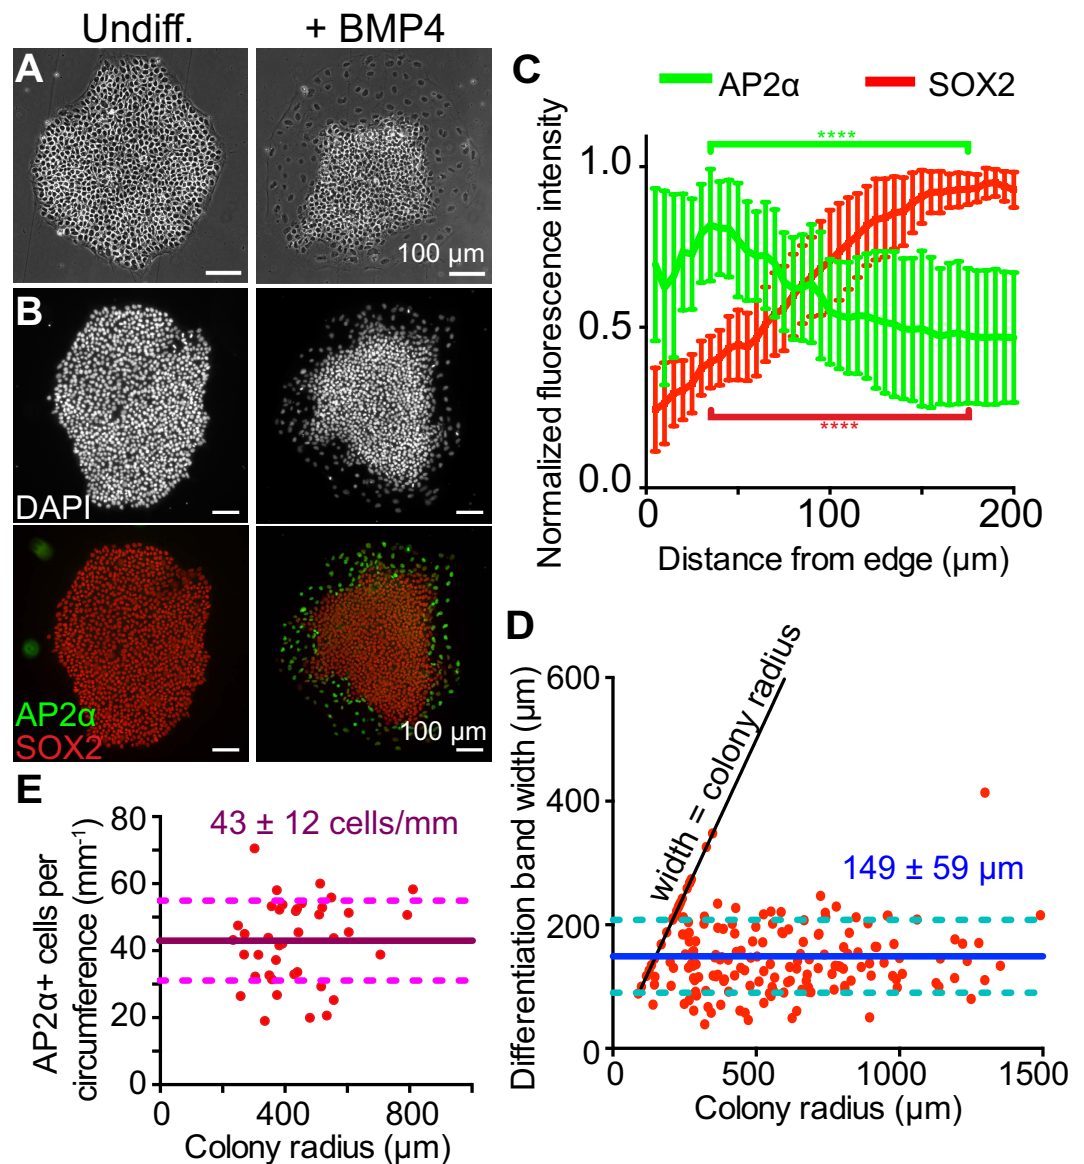 Undiff.
+ BMP4
A
100 µm
B
DAPI
AP2α
SOX2
100 µm
C
AP2α
SOX2
****
****
Normalized fluorescence intensity
1.0
0.5
0.0
0
100
200
Distance from edge (µm)
D
Differentiation band width (µm)
600
400
200
0
width = colony radius
149 ± 59 µm
0
500
1000
1500
Colony radius (µm)
E
AP2α+ cells per
circumference (mm⁻¹)
80
60
40
20
0
43 ± 12 cells/mm
0
400
800
Colony radius (µm)